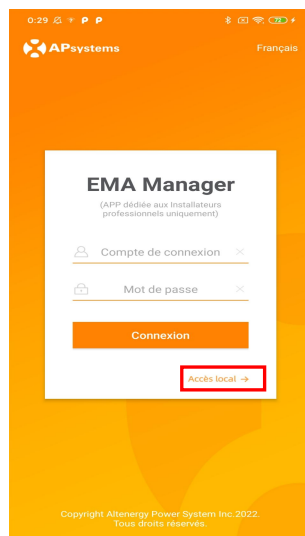 0:29
72
APsystems
Français
EMA Manager
(APP dédiée aux Installateurs
professionnels uniquement)
Compte de connexion
Mot de passe
Connexion
Accès local →
Copyright Altenergy Power System Inc.2022.
Tous droits réservés.